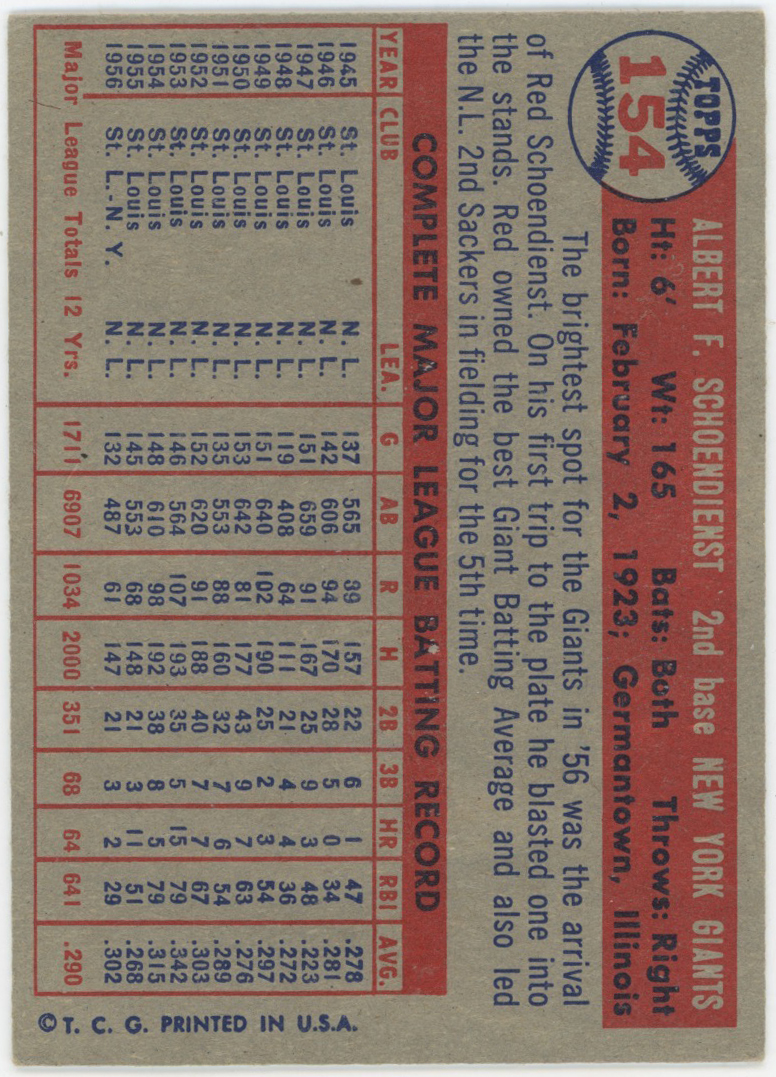 TOPPS
154
ALBERT F. SCHOENDIENST 2nd base NEW YORK GIANTS
Ht: 6' Wt: 165 Bats: Both Throws: Right
Born: February 2, 1923; Germantown, Illinois
The brightest spot for the Giants in '56 was the arrival
of Red Schoendienst. On his first trip to the plate he blasted one into
the stands. Red owned the best Giant Batting Average and also led
the N.L. 2nd Sackers in fielding for the 5th time.
COMPLETE MAJOR LEAGUE BATTING RECORD
YEAR CLUB LEA. G AB R H 2B 3B HR RBI AVG.
1945 St. Louis N. L. 137 565 89 157 22 6 1 47 .278
1946 St. Louis N. L. 142 606 94 170 28 5 0 34 .281
1947 St. Louis N. L. 151 659 91 167 25 9 3 48 .223
1948 St. Louis N. L. 119 408 64 111 21 4 4 36 .272
1949 St. Louis N. L. 151 640 102 190 25 2 3 54 .297
1950 St. Louis N. L. 153 642 81 177 43 9 7 63 .276
1951 St. Louis N. L. 135 553 88 160 32 7 6 54 .289
1952 St. Louis N. L. 152 620 91 188 40 7 7 67 .303
1953 St. Louis N. L. 146 564 107 193 35 5 15 79 .342
1954 St. Louis N. L. 148 610 98 192 38 8 5 79 .315
1955 St. Louis N. L. 145 553 68 148 21 3 11 51 .268
1956 St. L.-N. Y. N. L. 132 487 61 147 21 3 2 29 .302
Major League Totals 12 Yrs. 1711 6907 1034 2000 351 68 64 641 .290
© T. C. G. PRINTED IN U.S.A.